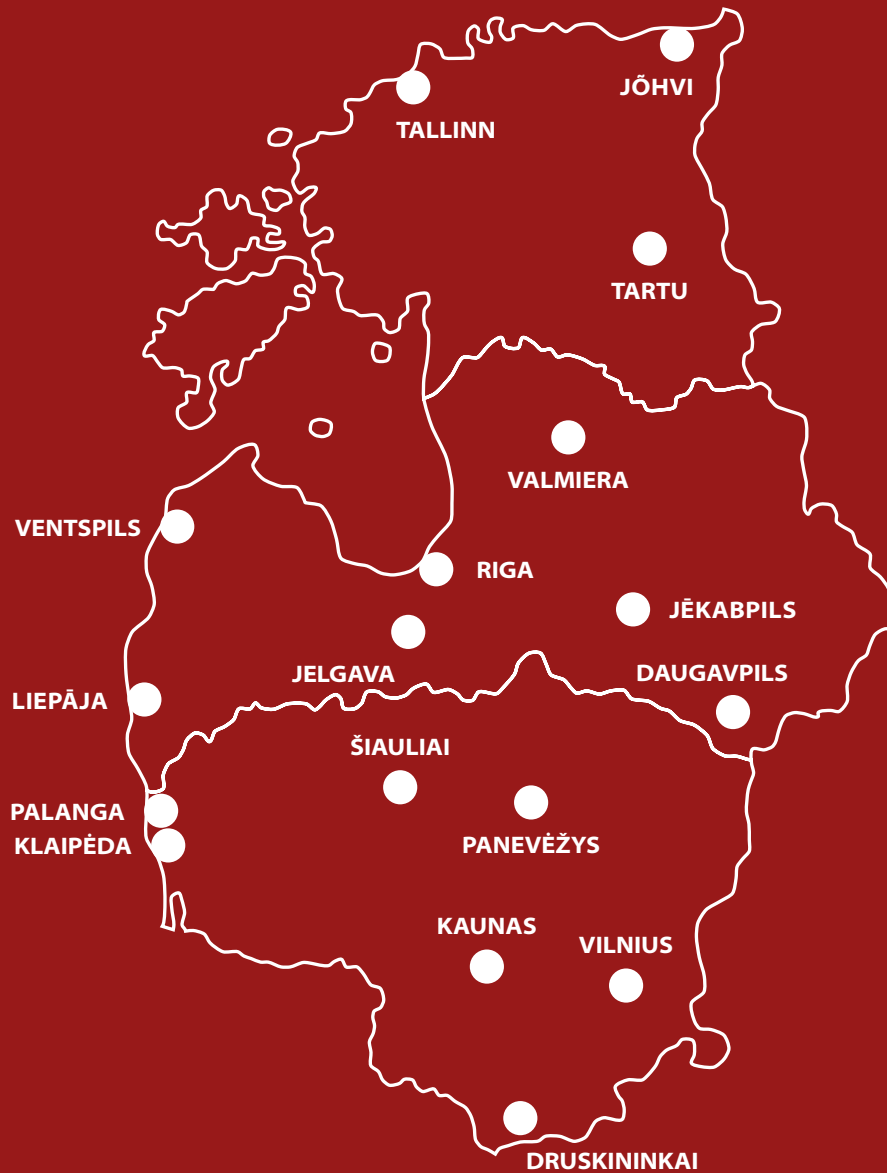 JÕHVI
TALLINN
TARTU
VALMIERA
VENTSPILS
RIGA
JĒKABPILS
JELGAVA
DAUGAVPILS
LIEPĀJA
ŠIAULIAI
PALANGA
KLAIPĖDA
PANEVĖŽYS
KAUNAS
VILNIUS
DRUSKININKAI